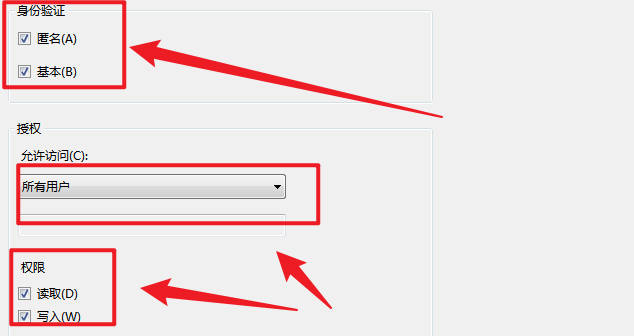 身份验证
匿名(A)
基本(B)
授权
允许访问(C):
所有用户
权限
读取(D)
写入(W)